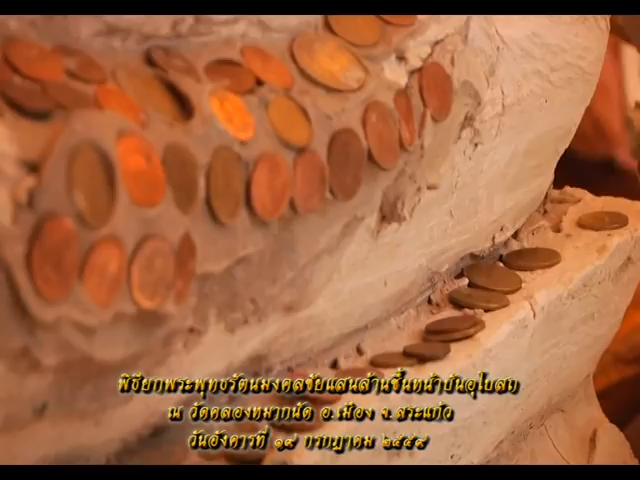 พิธียกพระพุทธรัตนมงคลชัยแสนล้านขึ้นหน้าบันอุโบสถ
ณ วัดคลองหมากนัด อ.เมือง จ.สระแก้ว
วันอังคารที่ ๑๙ กรกฎาคม ๒๕๕๙